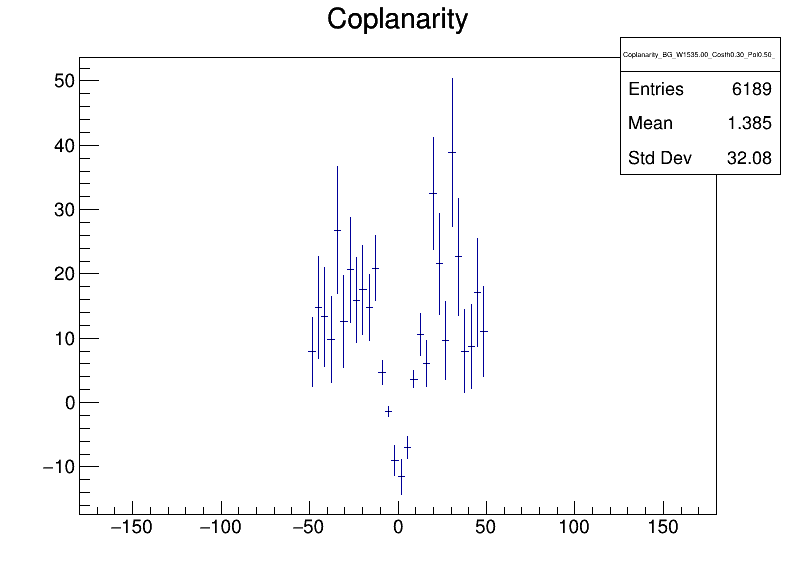 Coplanarity
Coplanarity_BG_W1535.00_Costh0.30_Pol0.50_
Entries 6189
Mean 1.385
Std Dev 32.08
50
40
30
20
10
0
−10
−150 −100 −50 0 50 100 150